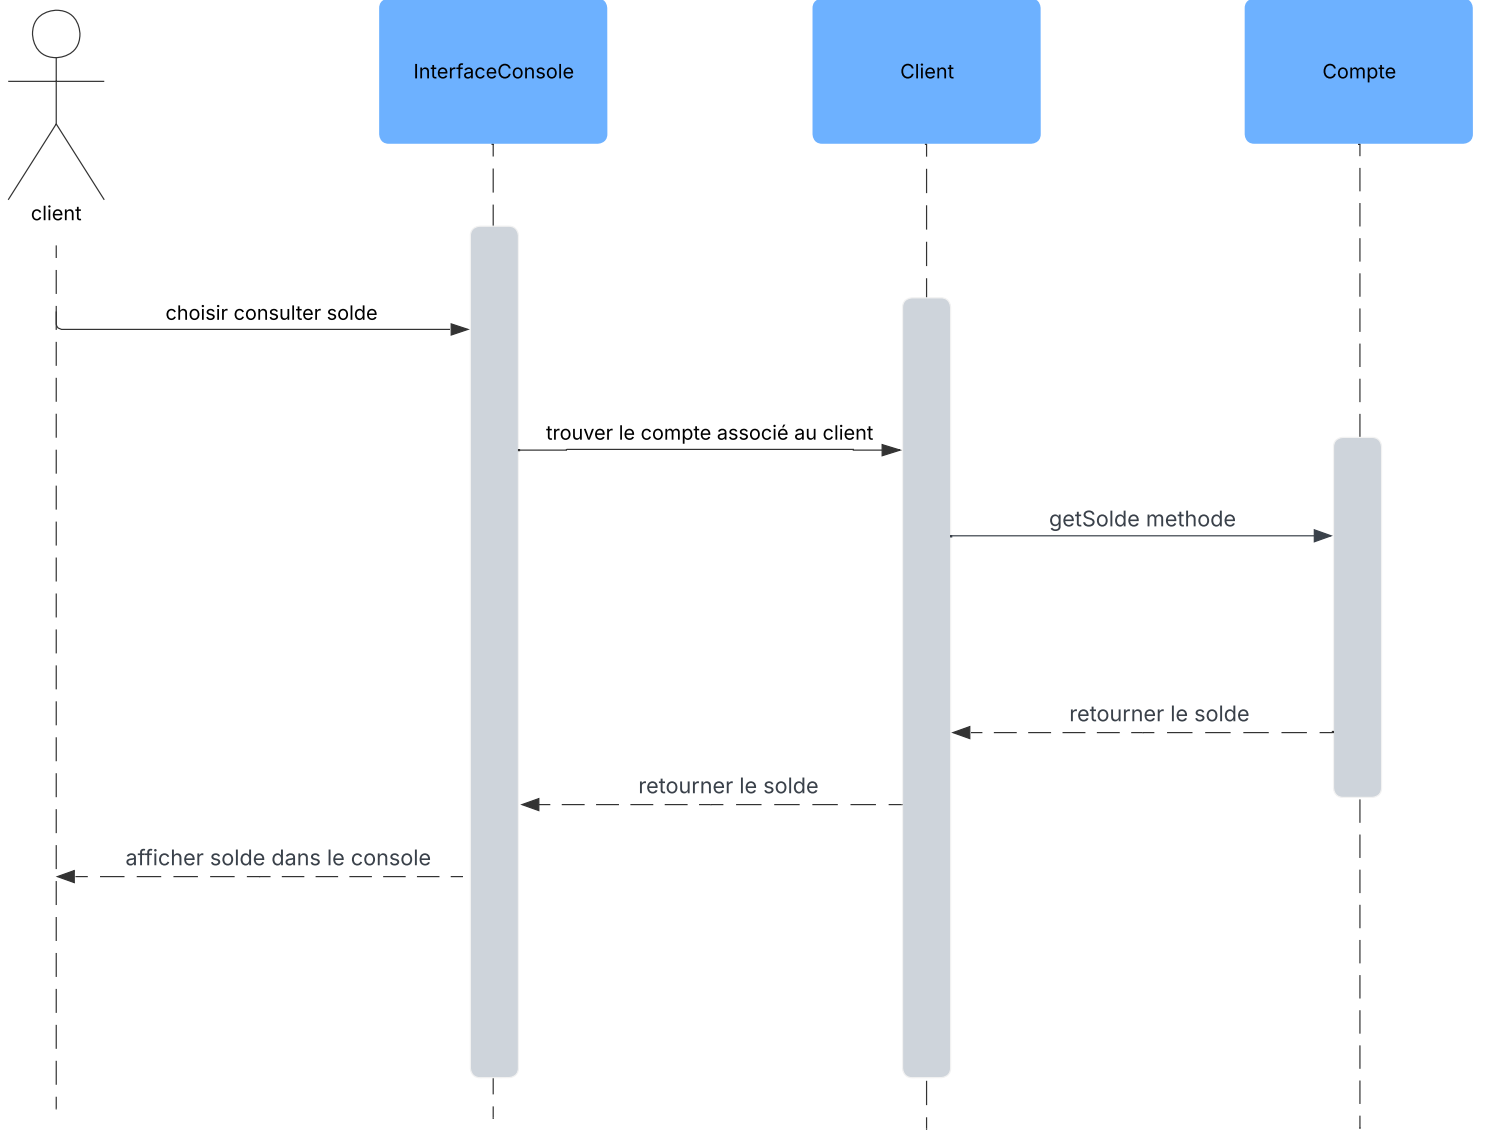 InterfaceConsole
Client
Compte
client
choisir consulter solde
trouver le compte associé au client
getSolde methode
retourner le solde
retourner le solde
afficher solde dans le console